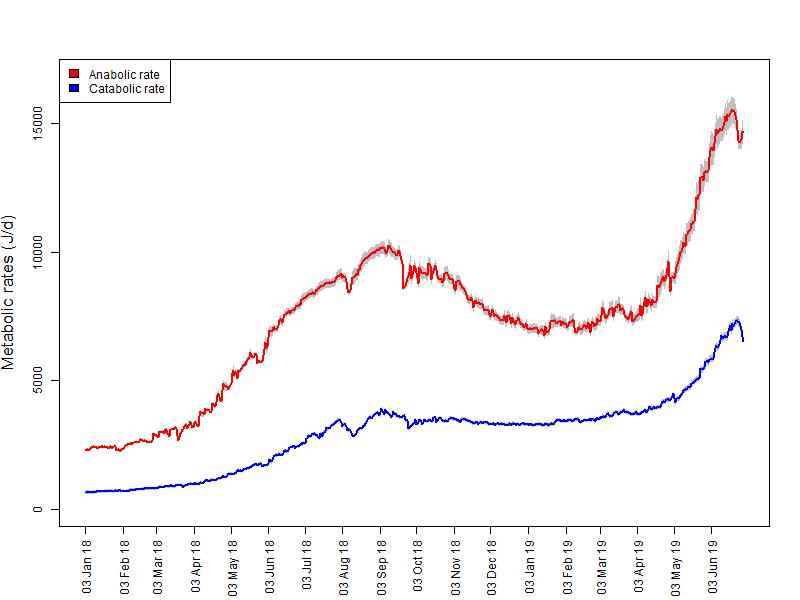 Anabolic rate
Catabolic rate
Metabolic rates (J/d)
15000
10000
5000
0
03 Jan 18
03 Feb 18
03 Mar 18
03 Apr 18
03 May 18
03 Jun 18
03 Jul 18
03 Aug 18
03 Sep 18
03 Oct 18
03 Nov 18
03 Dec 18
03 Jan 19
03 Feb 19
03 Mar 19
03 Apr 19
03 May 19
03 Jun 19